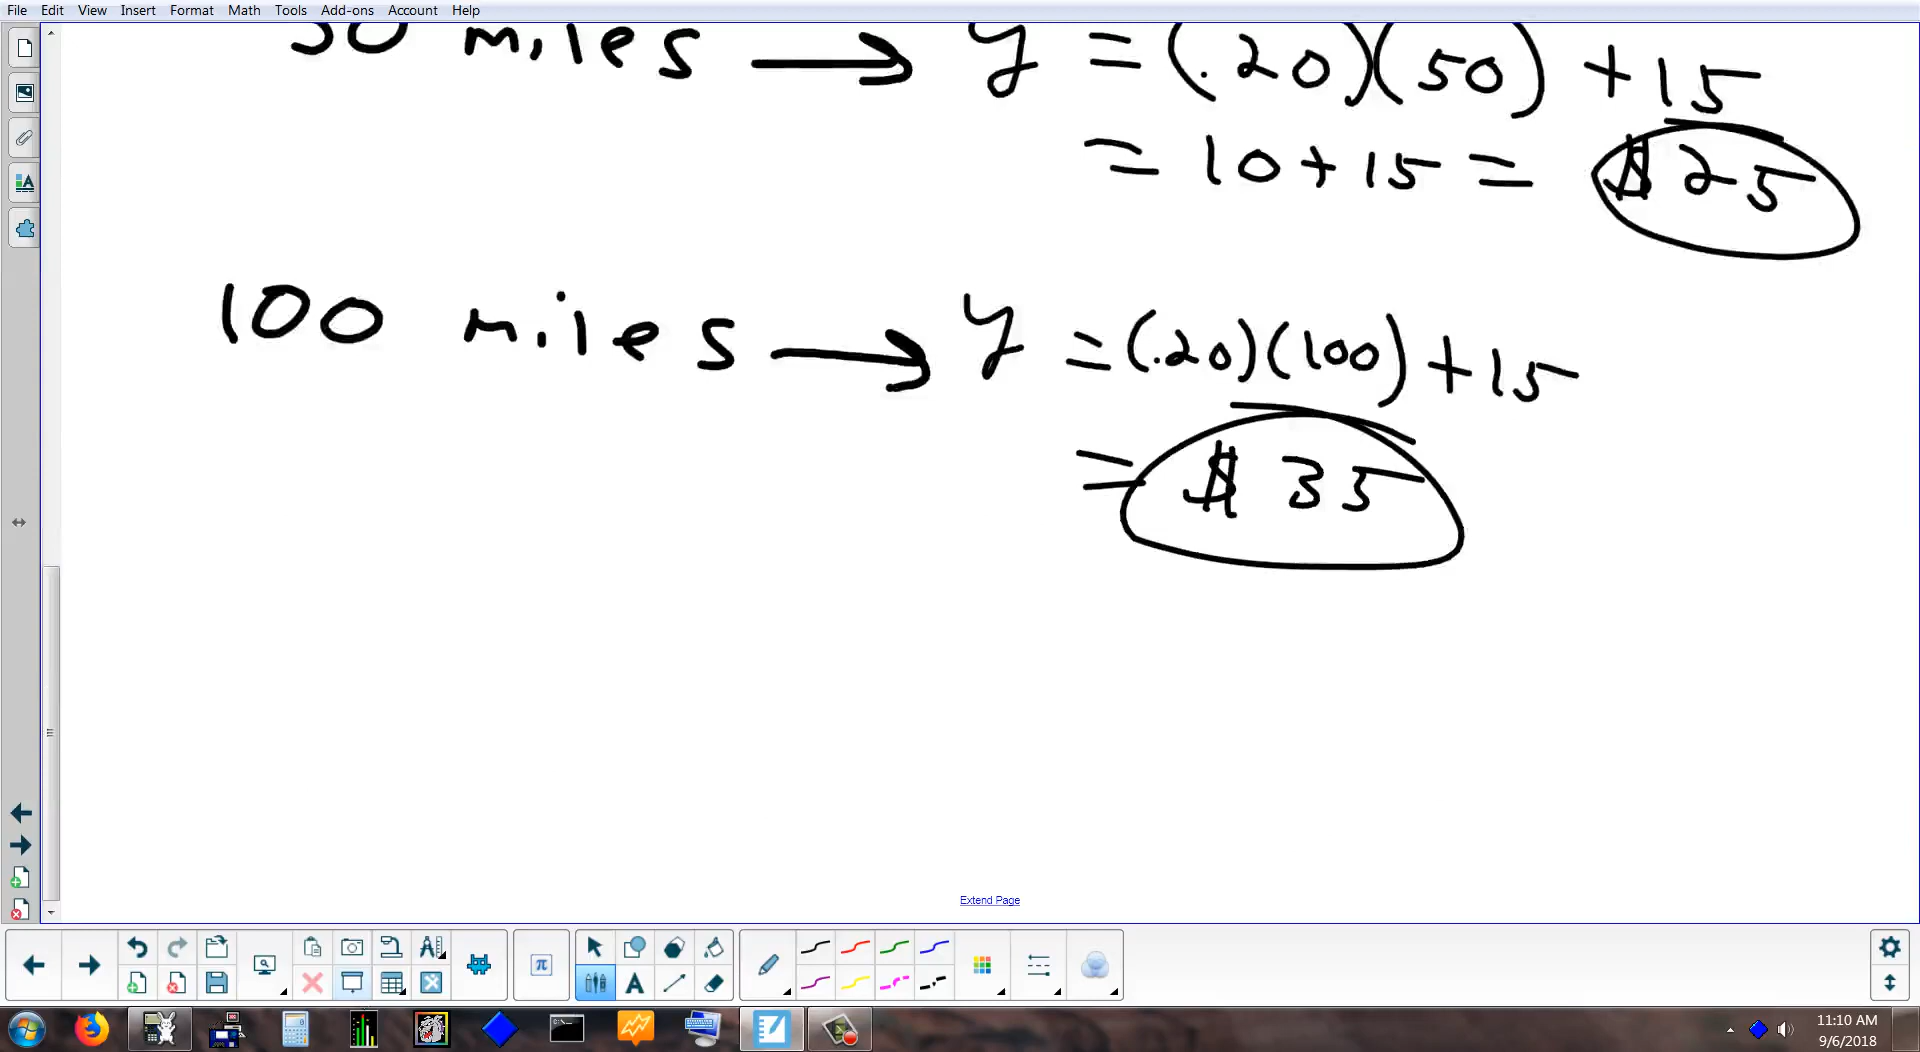 File Edit View Insert Format Math Tools Add-ons Account Help
50 miles → y = (.20)(50) + 15
= 10 + 15 = $25
100 miles → y = (.20)(100) + 15
= $35
Extend Page
π
A
11:10 AM
9/6/2018